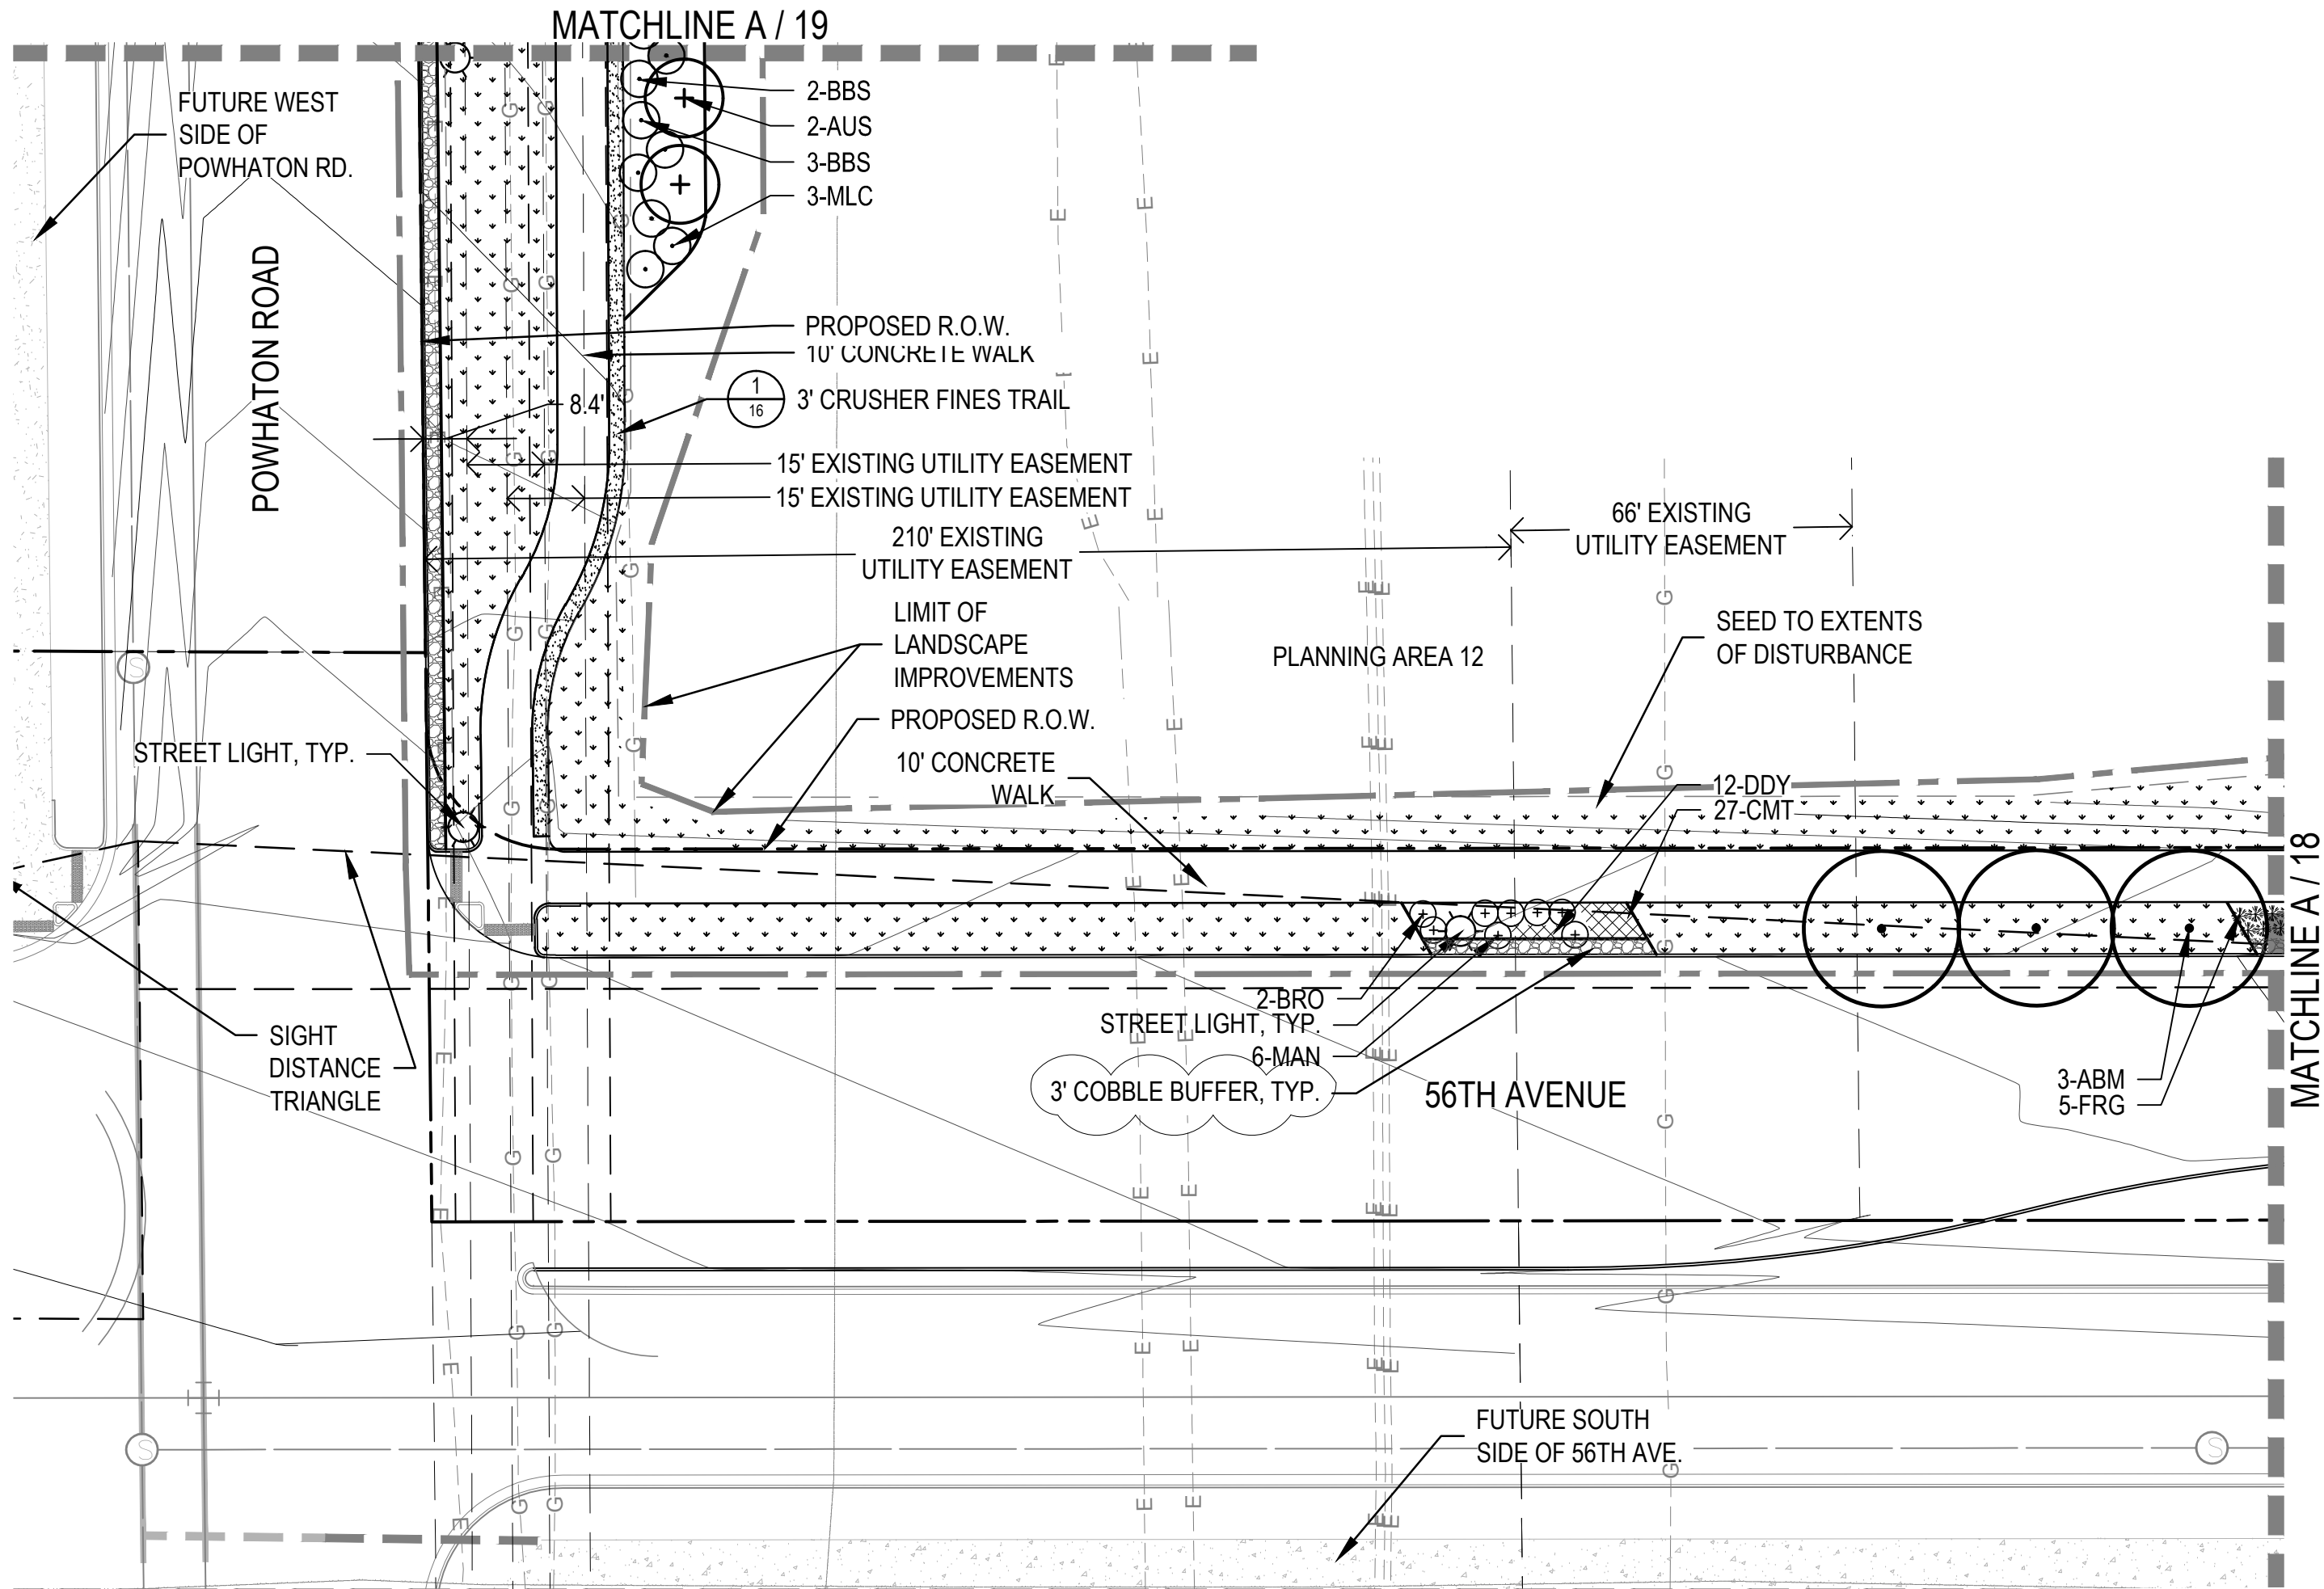 MATCHLINE A / 19
FUTURE WEST
SIDE OF
POWHATON RD.
2-BBS
2-AUS
3-BBS
3-MLC
POWHATON ROAD
PROPOSED R.O.W.
10' CONCRETE WALK
1
16
3' CRUSHER FINES TRAIL
8.4'
15' EXISTING UTILITY EASEMENT
15' EXISTING UTILITY EASEMENT
210' EXISTING
UTILITY EASEMENT
66' EXISTING
UTILITY EASEMENT
LIMIT OF
LANDSCAPE
IMPROVEMENTS
PLANNING AREA 12
SEED TO EXTENTS
OF DISTURBANCE
PROPOSED R.O.W.
STREET LIGHT, TYP.
10' CONCRETE
WALK
12-DDY
27-CMT
MATCHLINE A / 18
2-BRO
STREET LIGHT, TYP.
6-MAN
3' COBBLE BUFFER, TYP.
56TH AVENUE
SIGHT
DISTANCE
TRIANGLE
3-ABM
5-FRG
FUTURE SOUTH
SIDE OF 56TH AVE.